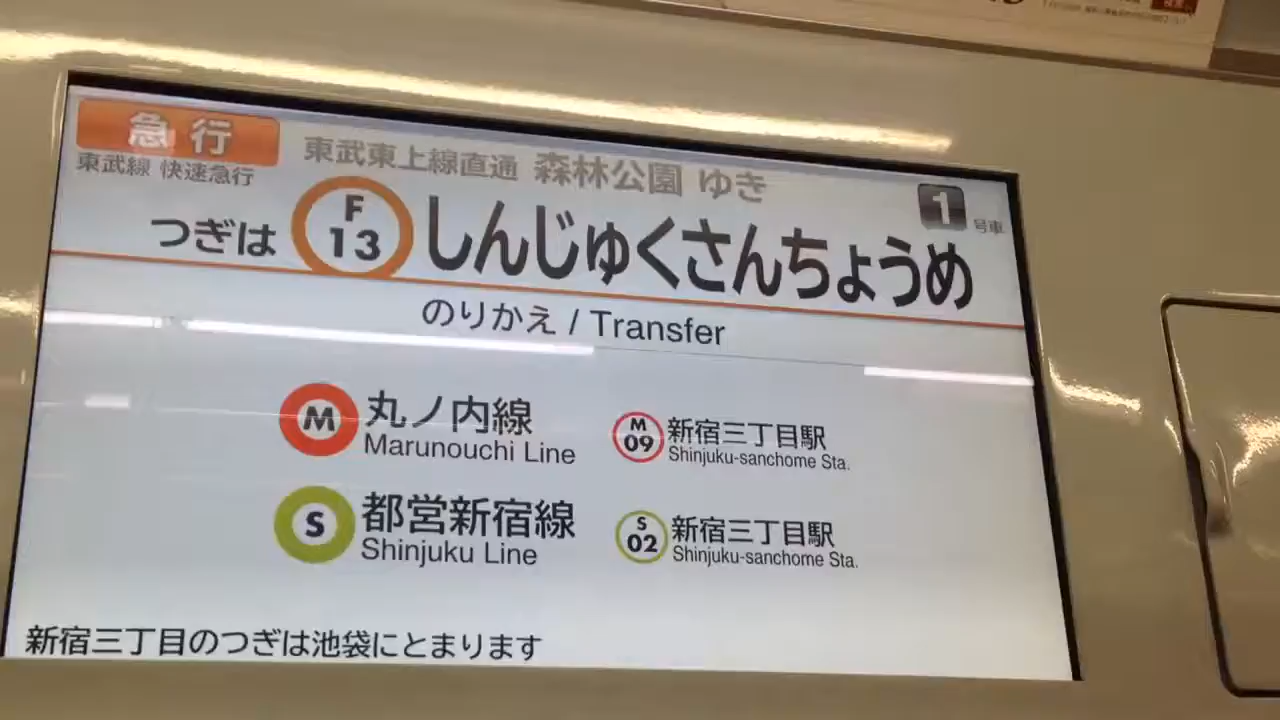 急行
東武線 快速急行
東武東上線直通 森林公園 ゆき
1 号車
つぎは F 13 しんじゅくさんちょうめ
のりかえ / Transfer
M 丸ノ内線 M 09 新宿三丁目駅
Marunouchi Line Shinjuku-sanchome Sta.
S 都営新宿線 S 02 新宿三丁目駅
Shinjuku Line Shinjuku-sanchome Sta.
新宿三丁目のつぎは池袋にとまります